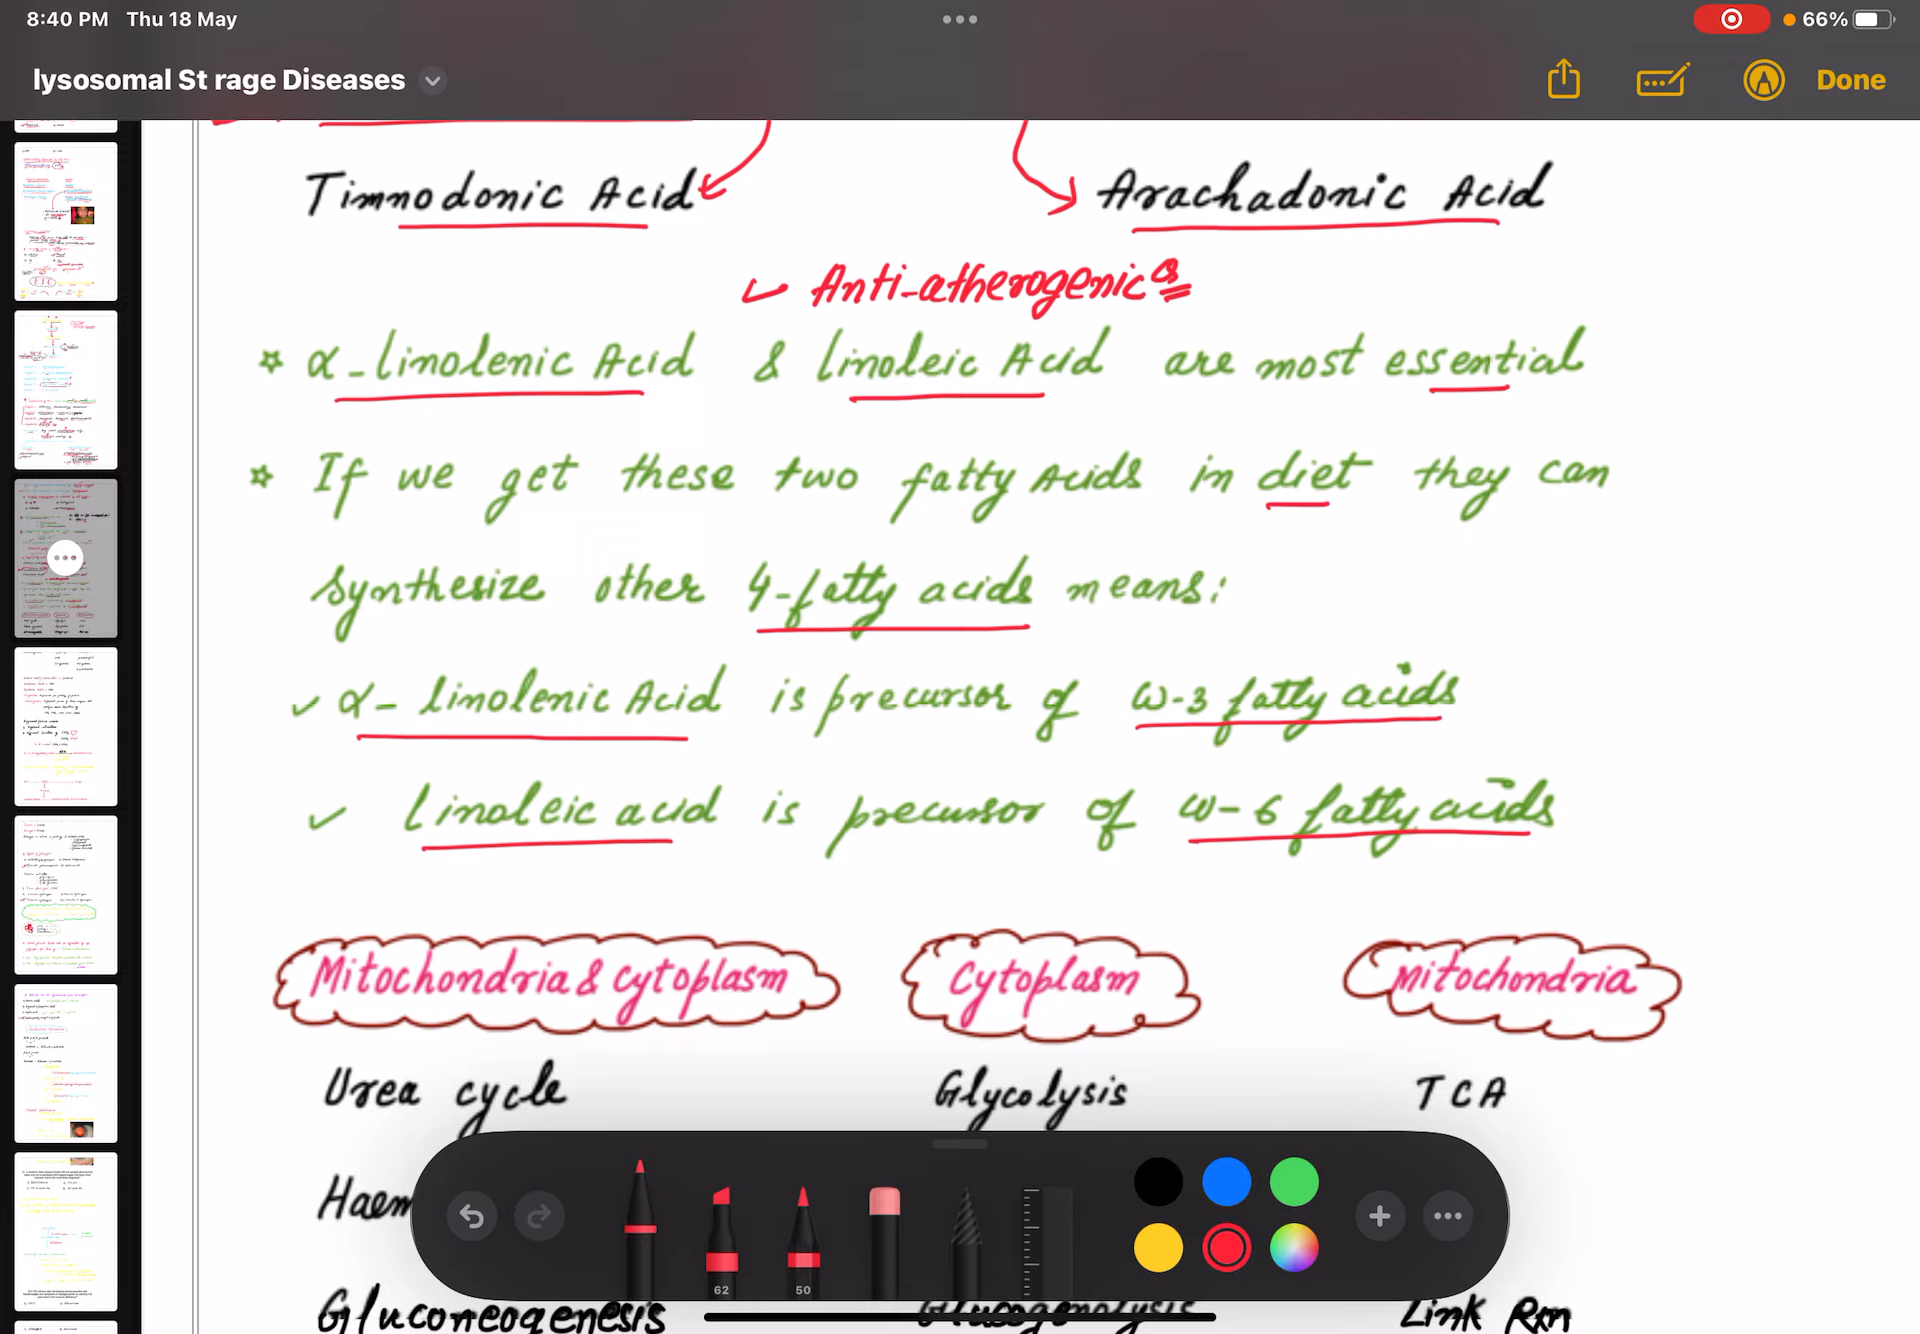 8:40 PM Thu 18 May
66%
lysosomal St rage Diseases
Done
Timnodonic Acid
Arachadonic Acid
Anti-atherogenic
α-linolenic Acid & linoleic Acid are most essential
If we get these two fatty Acids in diet they can
synthesize other 4-fatty acids means:
α-linolenic Acid is precursor of ω-3 fatty acids
linoleic acid is precursor of ω-6 fatty acids
Mitochondria & cytoplasm
Cytoplasm
Mitochondria
Urea cycle
Glycolysis
TCA
Haem
62
50
Gluconeogenesis
Link Rxn